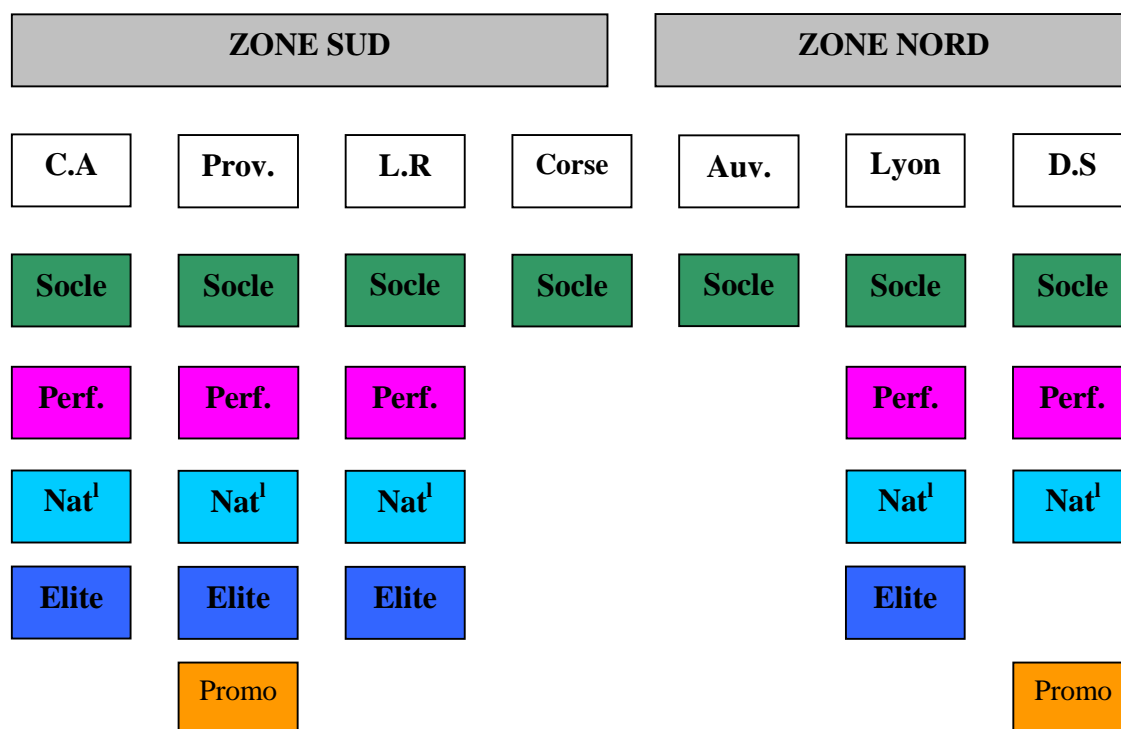 ZONE SUD ZONE NORD
C.A Prov. L.R Corse Auv. Lyon D.S
Socle Socle Socle Socle Socle Socle Socle
Perf. Perf. Perf. Perf. Perf.
Natˡ Natˡ Natˡ Natˡ Natˡ
Elite Elite Elite Elite
Promo Promo